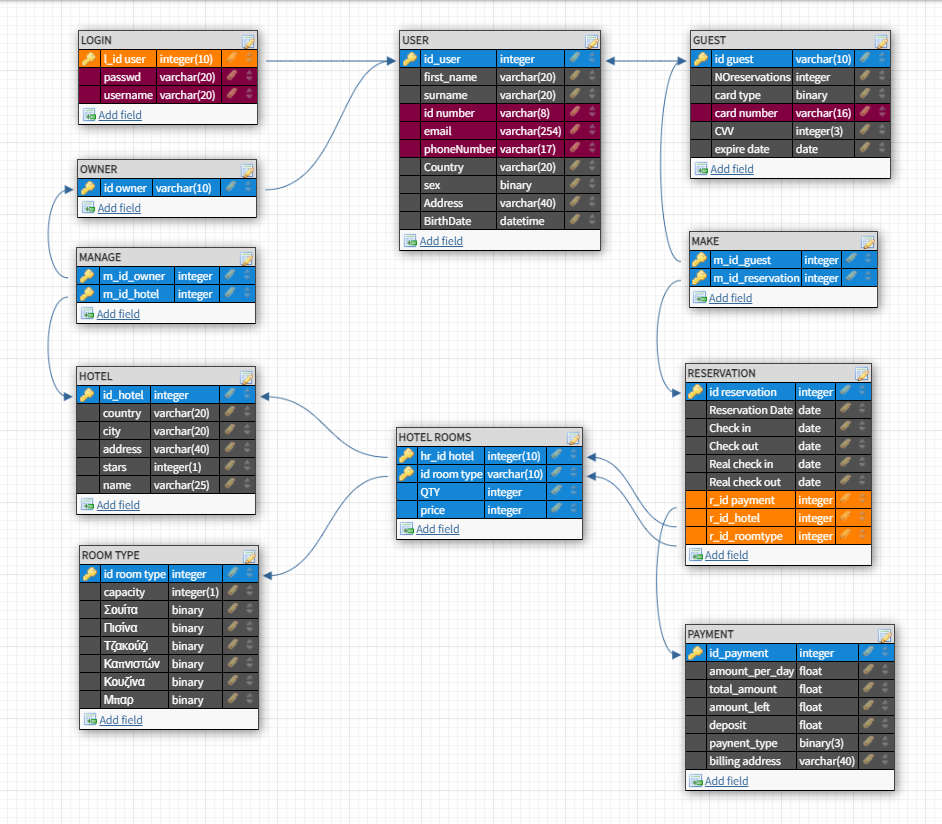 LOGIN
l_id user integer(10)
passwd varchar(20)
username varchar(20)
Add field
OWNER
id owner varchar(10)
Add field
MANAGE
m_id_owner integer
m_id_hotel integer
Add field
HOTEL
id_hotel integer
country varchar(20)
city varchar(20)
address varchar(40)
stars integer(1)
name varchar(25)
Add field
ROOM TYPE
id room type integer
capacity integer(1)
Σουίτα binary
Πισίνα binary
Τζακούζι binary
Καπνιστών binary
Κουζίνα binary
Μπαρ binary
Add field
USER
id_user integer
first_name varchar(20)
surname varchar(20)
id number varchar(8)
email varchar(254)
phoneNumber varchar(17)
Country varchar(20)
sex binary
Address varchar(40)
BirthDate datetime
Add field
HOTEL ROOMS
hr_id hotel integer(10)
id room type varchar(10)
QTY integer
price integer
Add field
GUEST
id guest varchar(10)
NOreservations integer
card type binary
card number varchar(16)
CVV integer(3)
expire date date
Add field
MAKE
m_id_guest integer
m_id_reservation integer
Add field
RESERVATION
id reservation integer
Reservation Date date
Check in date
Check out date
Real check in date
Real check out date
r_id payment integer
r_id_hotel integer
r_id_roomtype integer
Add field
PAYMENT
id_payment integer
amount_per_day float
total_amount float
amount_left float
deposit float
paynent_type binary(3)
billing address varchar(40)
Add field